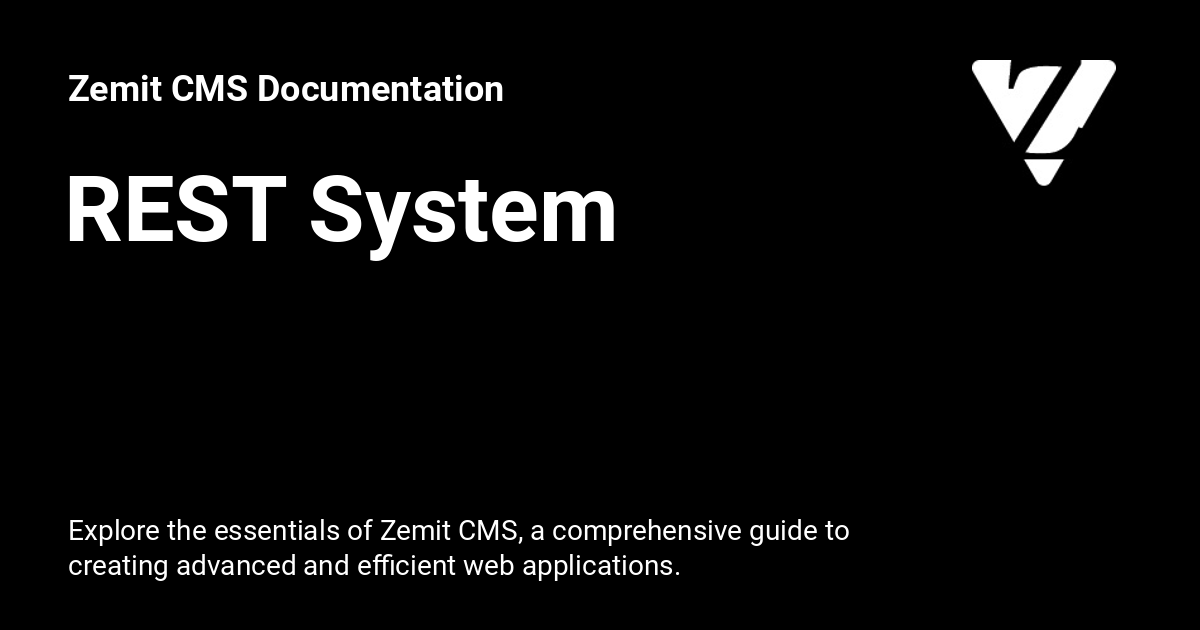 Zemit CMS Documentation
REST System
Explore the essentials of Zemit CMS, a comprehensive guide to
creating advanced and efficient web applications.